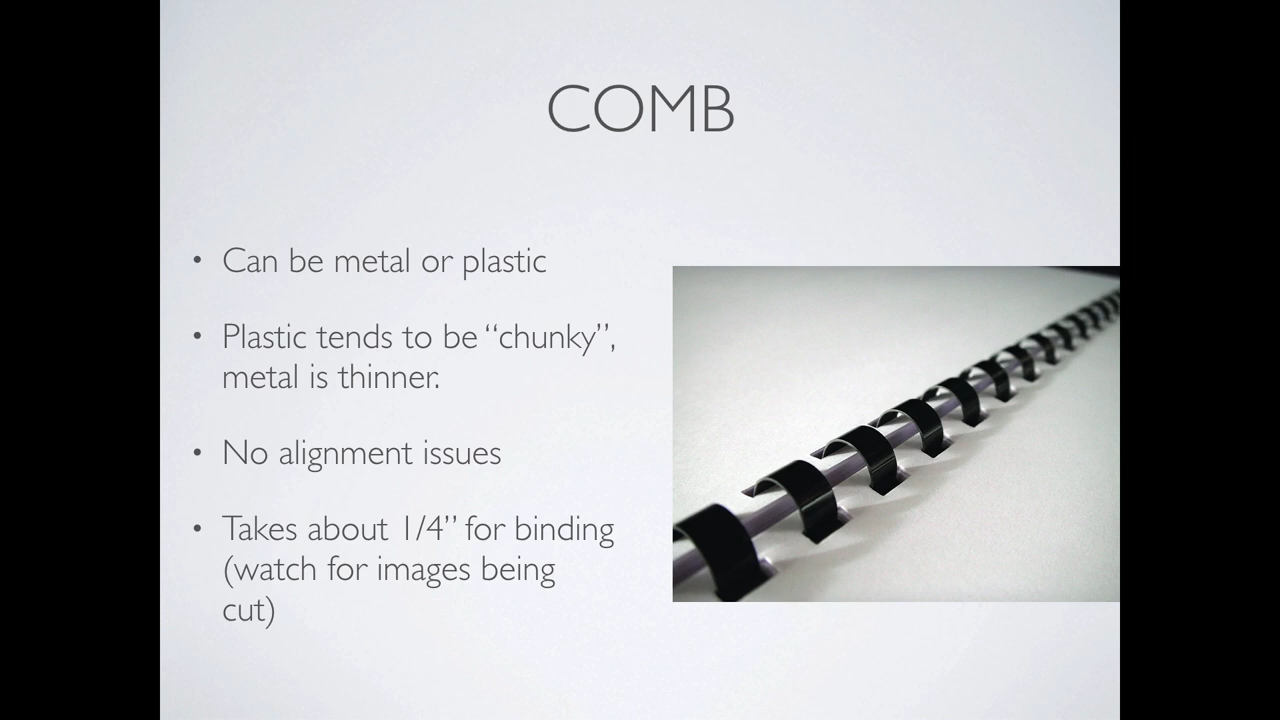 COMB
• Can be metal or plastic
• Plastic tends to be “chunky”,
metal is thinner.
• No alignment issues
• Takes about 1/4” for binding
(watch for images being
cut)